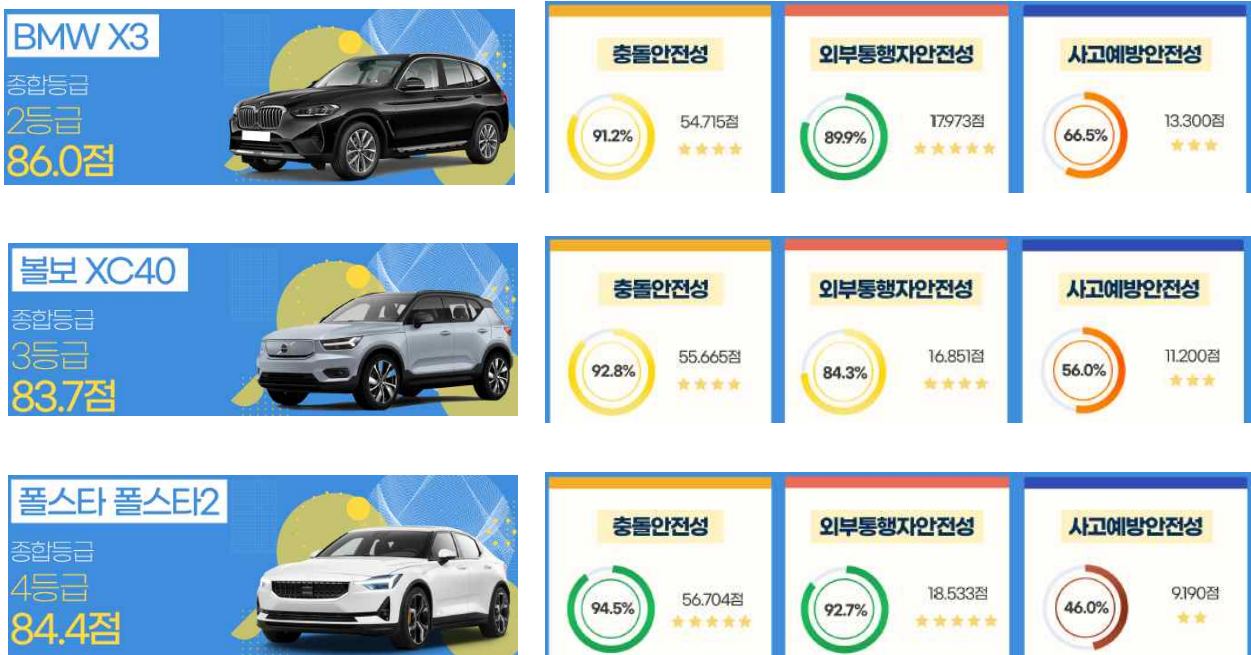 BMW X3
종합등급
2등급
86.0점
충돌안전성
91.2%
54.715점
외부통행자안전성
89.9%
17.973점
사고예방안전성
66.5%
13.300점
볼보 XC40
종합등급
3등급
83.7점
충돌안전성
92.8%
55.665점
외부통행자안전성
84.3%
16.851점
사고예방안전성
56.0%
11.200점
폴스타 폴스타2
종합등급
4등급
84.4점
충돌안전성
94.5%
56.704점
외부통행자안전성
92.7%
18.533점
사고예방안전성
46.0%
9.190점